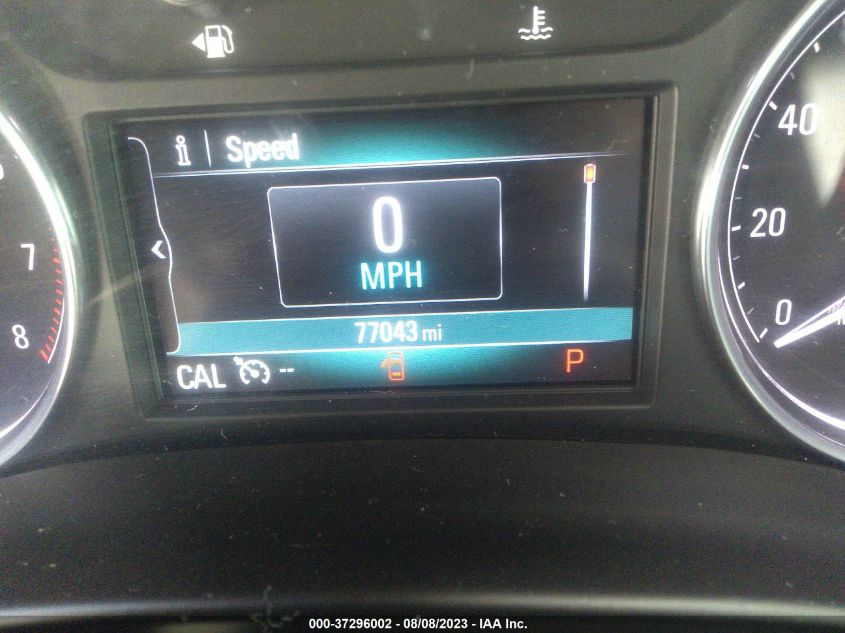 Speed
0
MPH
77043 mi
CAL --
P
7
8
40
20
0
000-37296002 - 08/08/2023 - IAA Inc.